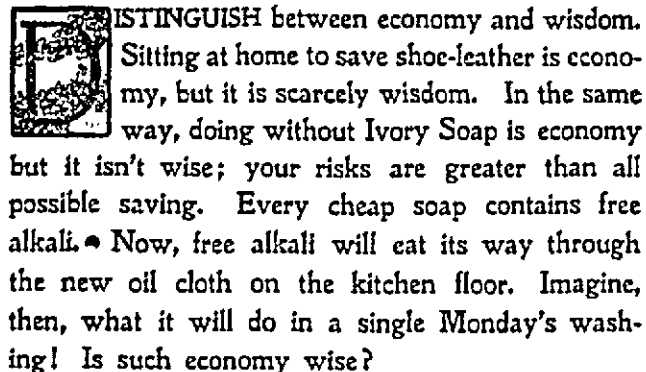 DISTINGUISH between economy and wisdom.
Sitting at home to save shoe-leather is econo-
my, but it is scarcely wisdom. In the same
way, doing without Ivory Soap is economy
but it isn't wise; your risks are greater than all
possible saving. Every cheap soap contains free
alkali. Now, free alkali will eat its way through
the new oil cloth on the kitchen floor. Imagine,
then, what it will do in a single Monday's wash-
ing! Is such economy wise?